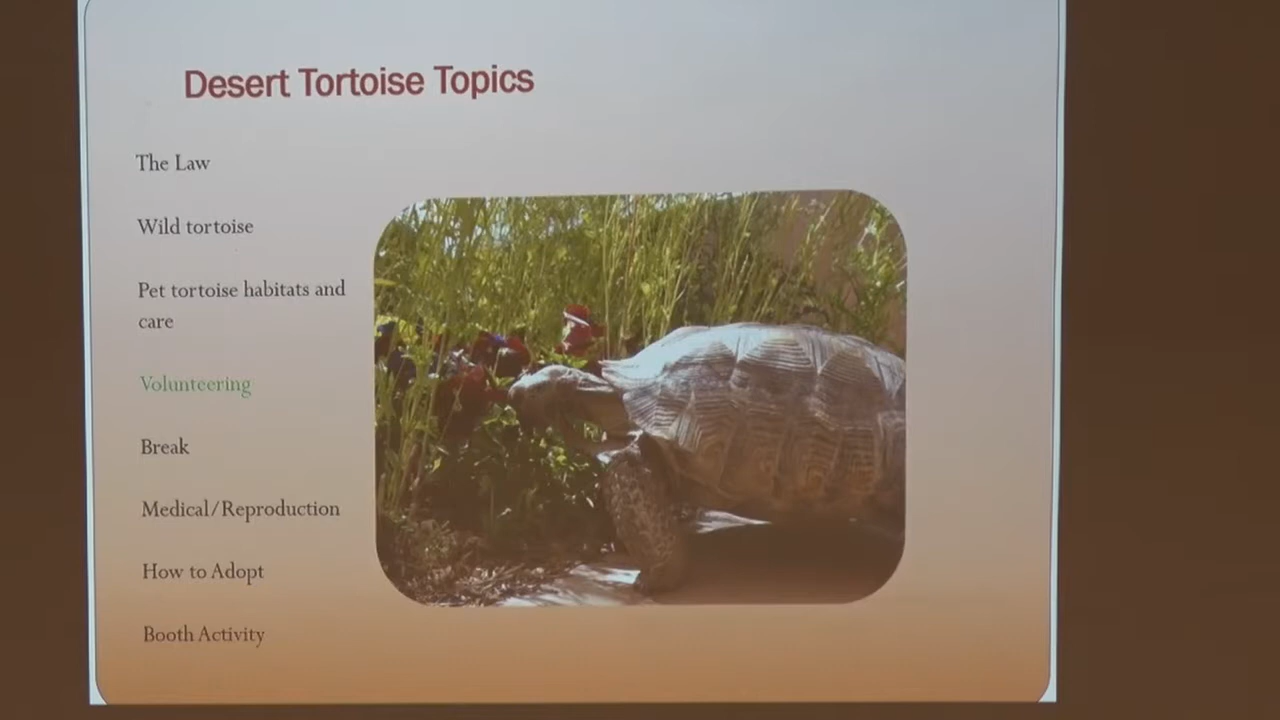 Desert Tortoise Topics
The Law
Wild tortoise
Pet tortoise habitats and
care
Volunteering
Break
Medical/Reproduction
How to Adopt
Booth Activity